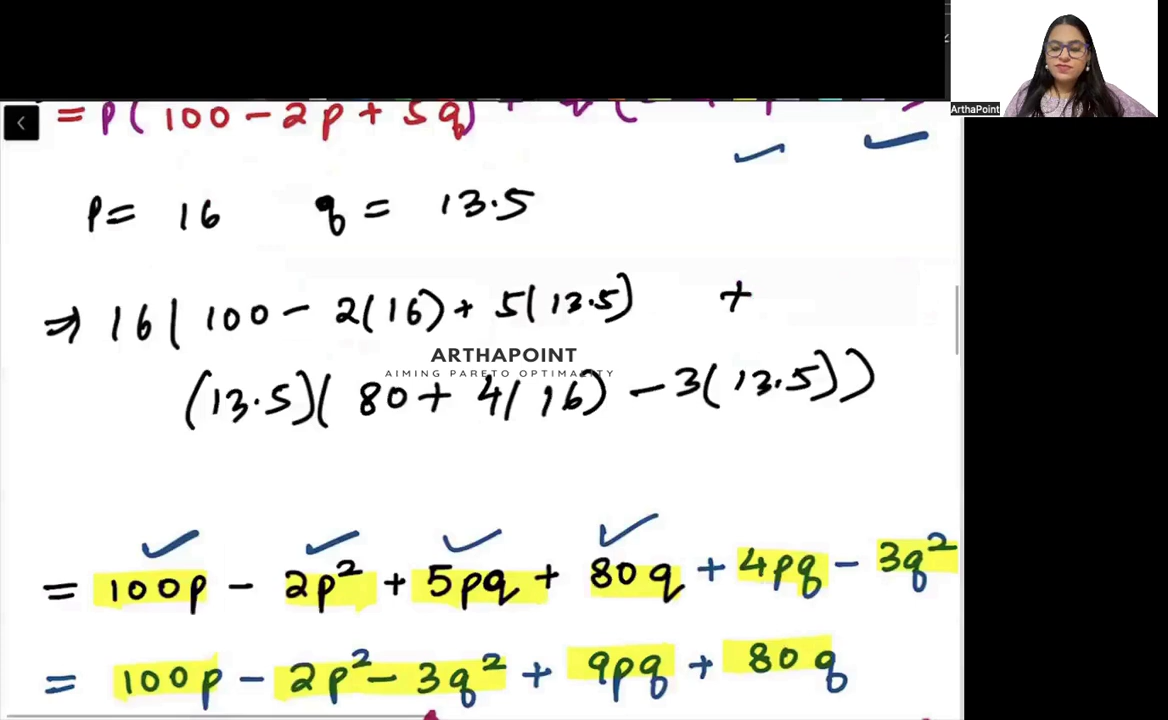 = p(100 - 2p + 5q)
ArthaPoint
p = 16 q = 13.5
⇒ 16( 100 - 2(16) + 5(13.5) +
ARTHAPOINT
AIMING PARETO OPTIMALITY
(13.5)( 80 + 4(16) - 3(13.5))
= 100p - 2p² + 5pq + 80q + 4pq - 3q²
= 100p - 2p² - 3q² + 9pq + 80q